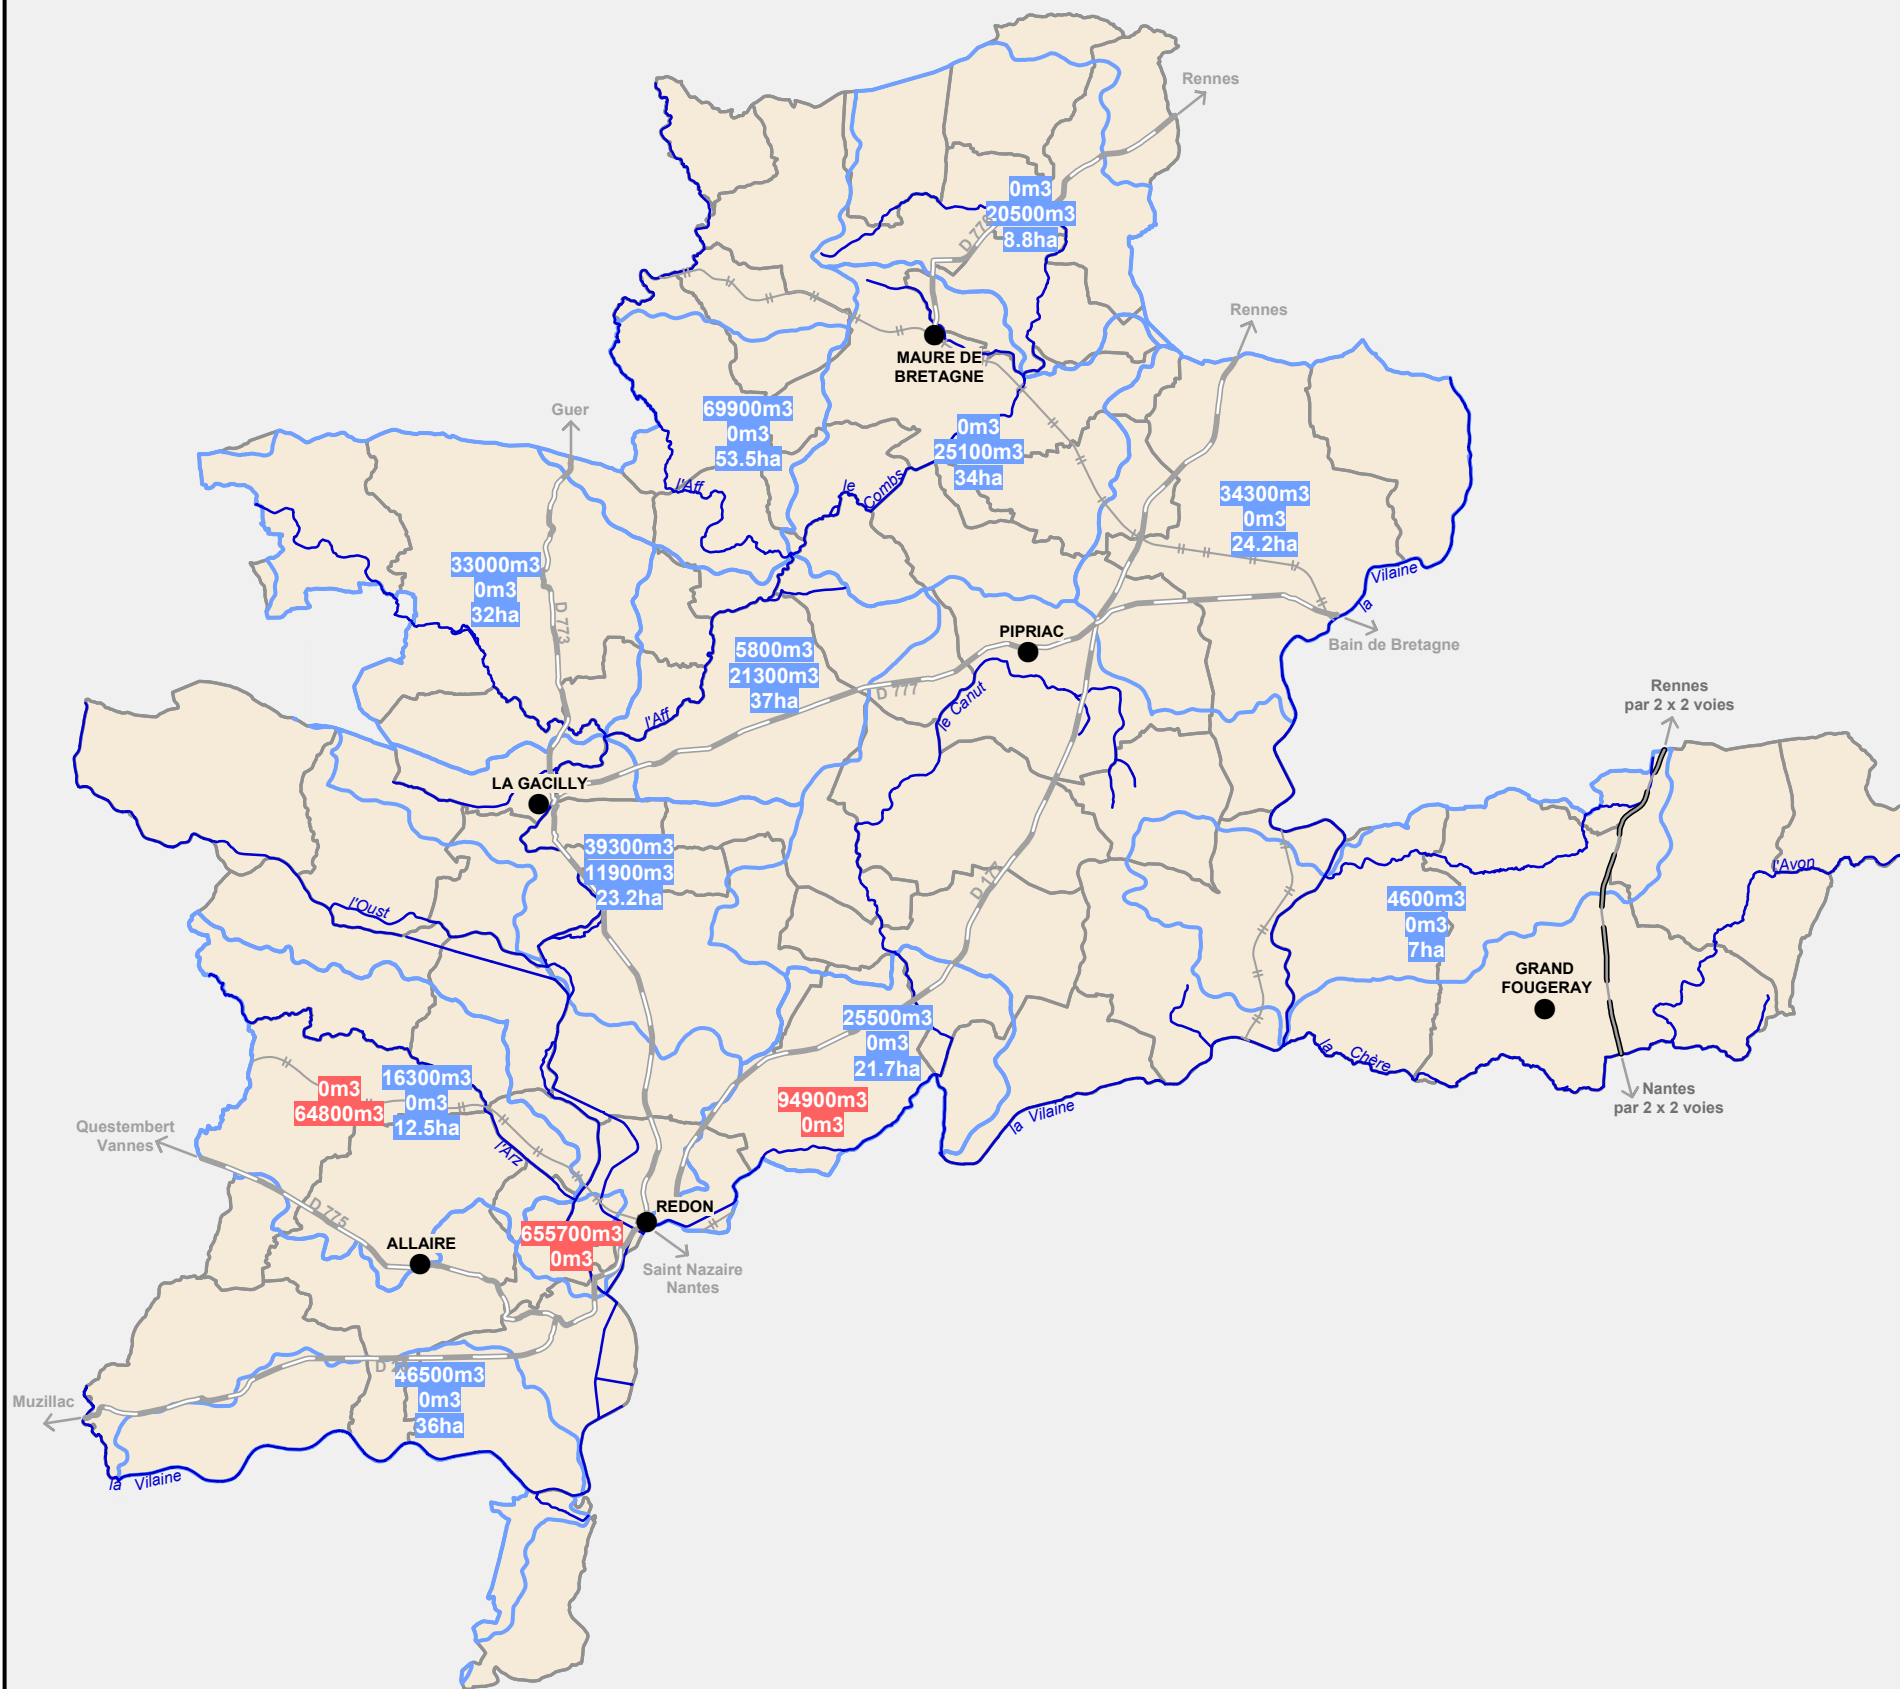 Rennes
0m3
20500m3
8.8ha
D 776
Rennes
MAURE DE
BRETAGNE
Guer
69900m3
0m3
53.5ha
0m3
25100m3
34ha
l'Aff
le
Combs
34300m3
0m3
24.2ha
33000m3
0m3
32ha
la
Vilaine
D 773
PIPRIAC
Bain de Bretagne
5800m3
21300m3
37ha
D 777
le Canut
l'Aff
Rennes
par 2 x 2 voies
LA GACILLY
39300m3
11900m3
23.2ha
D 177
l'Avon
l'Oust
4600m3
0m3
7ha
GRAND
FOUGERAY
25500m3
0m3
21.7ha
la
Chère
0m3
64800m3
16300m3
0m3
12.5ha
94900m3
0m3
Nantes
par 2 x 2 voies
la Vilaine
Questembert
Vannes
l'Arz
D 775
REDON
655700m3
0m3
ALLAIRE
Saint Nazaire
Nantes
D
46500m3
0m3
36ha
Muzillac
la Vilaine